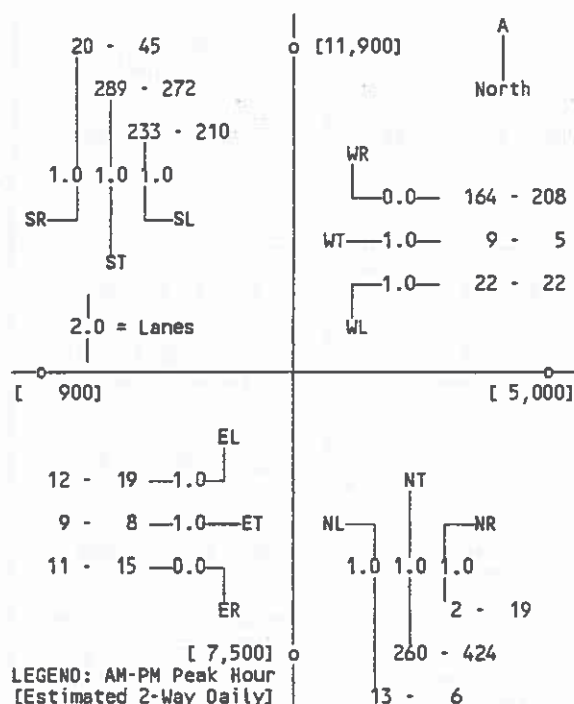 A
20 - 45
[11,900]
289 - 272
North
233 - 210
WR
1.0 1.0 1.0
0.0 164 - 208
SR
SL
WT 1.0 9 - 5
ST
1.0 22 - 22
2.0 = Lanes
WL
[ 900]
[ 5,000]
EL
12 - 19 1.0
NT
9 - 8 1.0 ET
NL
NR
11 - 15 0.0
1.0 1.0 1.0
ER
2 - 19
[ 7,500]
260 - 424
LEGEND: AM-PM Peak Hour
[Estimated 2-Way Daily]
13 - 6